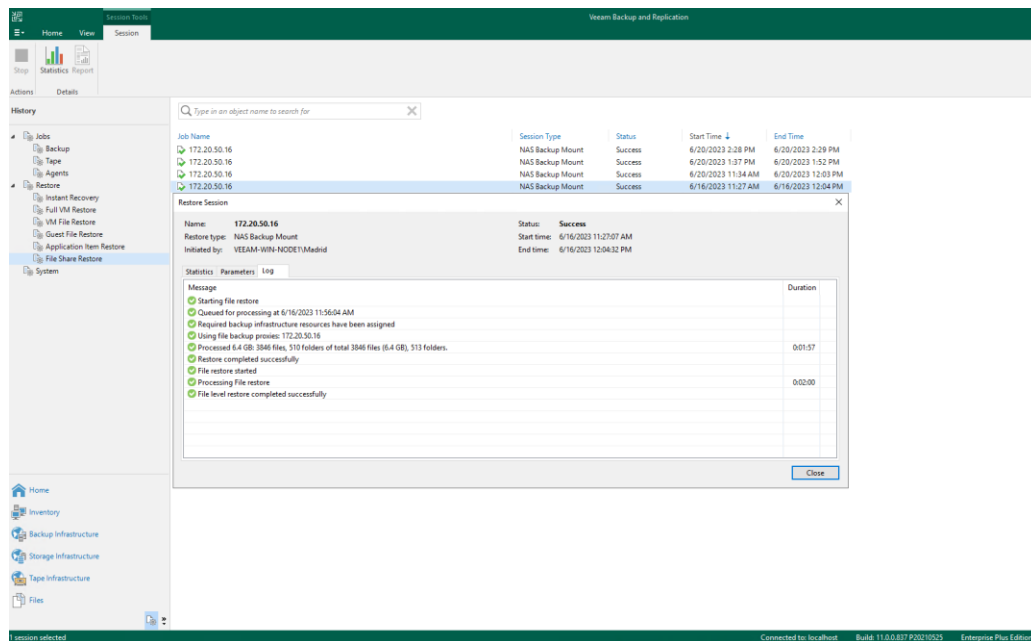 Session Tools
Veeam Backup and Replication
Home View Session
Stop Statistics Report
Actions Details
History
Type in an object name to search for
Jobs
Backup
Tape
Agents
Restore
Instant Recovery
Full VM Restore
VM File Restore
Guest File Restore
Application Item Restore
File Share Restore
System
Job Name Session Type Status Start Time End Time
172.20.50.16 NAS Backup Mount Success 6/20/2023 2:28 PM 6/20/2023 2:29 PM
172.20.50.16 NAS Backup Mount Success 6/20/2023 1:37 PM 6/20/2023 1:52 PM
172.20.50.16 NAS Backup Mount Success 6/20/2023 11:34 AM 6/20/2023 12:03 PM
172.20.50.16 NAS Backup Mount Success 6/16/2023 11:27 AM 6/16/2023 12:04 PM
Restore Session
Name: 172.20.50.16 Status: Success
Restore type: NAS Backup Mount Start time: 6/16/2023 11:27:07 AM
Initiated by: VEEAM-WIN-NODE1\Madrid End time: 6/16/2023 12:04:32 PM
Statistics Parameters Log
Message Duration
Starting file restore
Queued for processing at 6/16/2023 11:56:04 AM
Required backup infrastructure resources have been assigned
Using file backup proxies: 172.20.50.16
Processed 6.4 GB: 3846 files, 510 folders of total 3846 files (6.4 GB), 513 folders. 0:01:57
Restore completed successfully
File restore started
Processing File restore 0:02:00
File level restore completed successfully
Close
Home
Inventory
Backup Infrastructure
Storage Infrastructure
Tape Infrastructure
Files
1 session selected Connected to: localhost Build: 11.0.0.837 P20210525 Enterprise Plus Edition